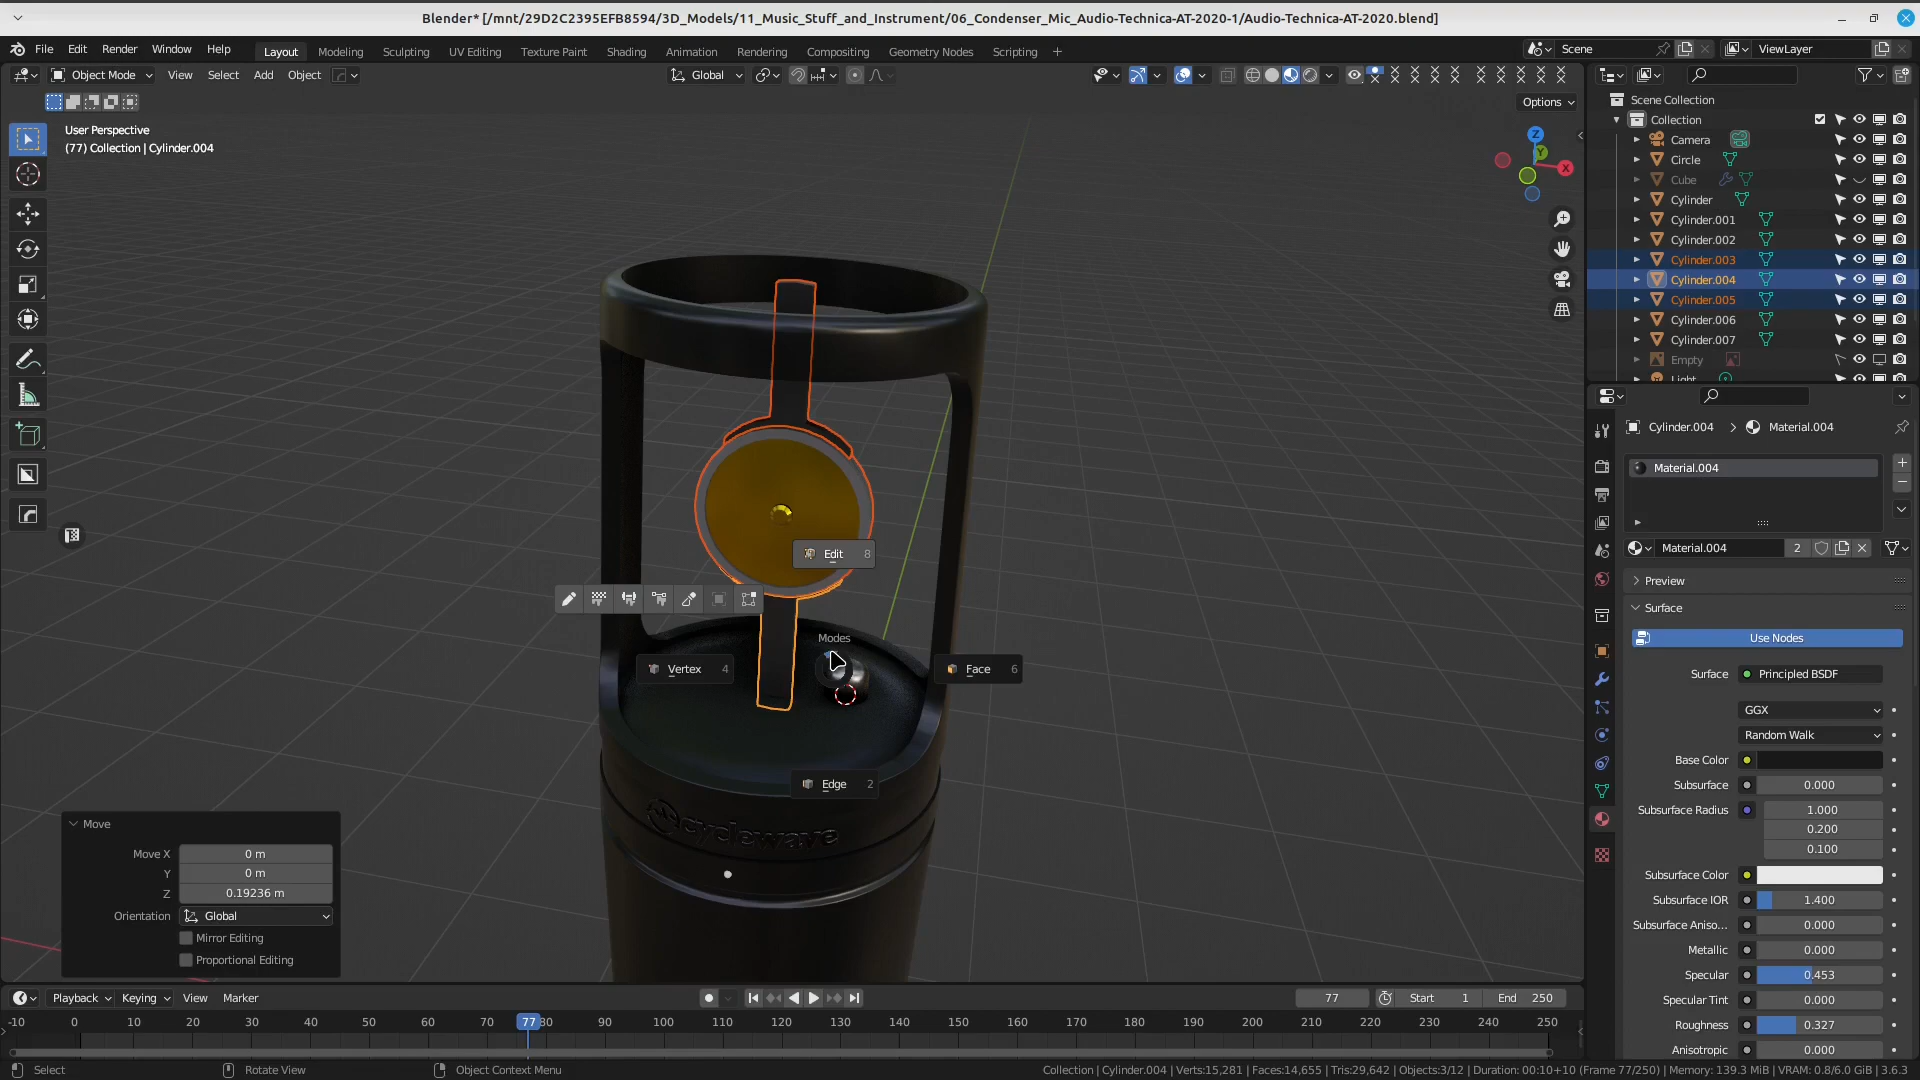 Blender* [/mnt/29D2C2395EFB8594/3D_Models/11_Music_Stuff_and_Instrument/06_Condenser_Mic_Audio-Technica-AT-2020-1/Audio-Technica-AT-2020.blend]
File Edit Render Window Help
Layout Modeling Sculpting UV Editing Texture Paint Shading Animation Rendering Compositing Geometry Nodes Scripting +
Scene
ViewLayer
Object Mode View Select Add Object
Global
Options
User Perspective
(77) Collection | Cylinder.004
Z
Y
X
Scene Collection
Collection
Camera
Circle
Cube
Cylinder
Cylinder.001
Cylinder.002
Cylinder.003
Cylinder.004
Cylinder.005
Cylinder.006
Cylinder.007
Empty
Light
Cylinder.004 > Material.004
Material.004
Material.004 2
Preview
Surface
Use Nodes
Surface Principled BSDF
GGX
Random Walk
Base Color
Subsurface 0.000
Subsurface Radius 1.000
0.200
0.100
Subsurface Color
Subsurface IOR 1.400
Subsurface Aniso... 0.000
Metallic 0.000
Specular 0.453
Specular Tint 0.000
Roughness 0.327
Anisotropic 0.000
Edit 8
Modes
Vertex 4
Face 6
Edge 2
cyclewave
Move
Move X 0 m
Y 0 m
Z 0.19236 m
Orientation Global
Mirror Editing
Proportional Editing
Playback Keying View Marker
77 Start 1 End 250
-10 0 10 20 30 40 50 60 70 77 80 90 100 110 120 130 140 150 160 170 180 190 200 210 220 230 240 250
Select Rotate View Object Context Menu
Collection | Cylinder.004 | Verts:15,281 | Faces:14,655 | Tris:29,642 | Objects:3/12 | Duration: 00:10+10 (Frame 77/250) | Memory: 139.3 MiB | VRAM: 0.8/6.0 GiB | 3.6.3